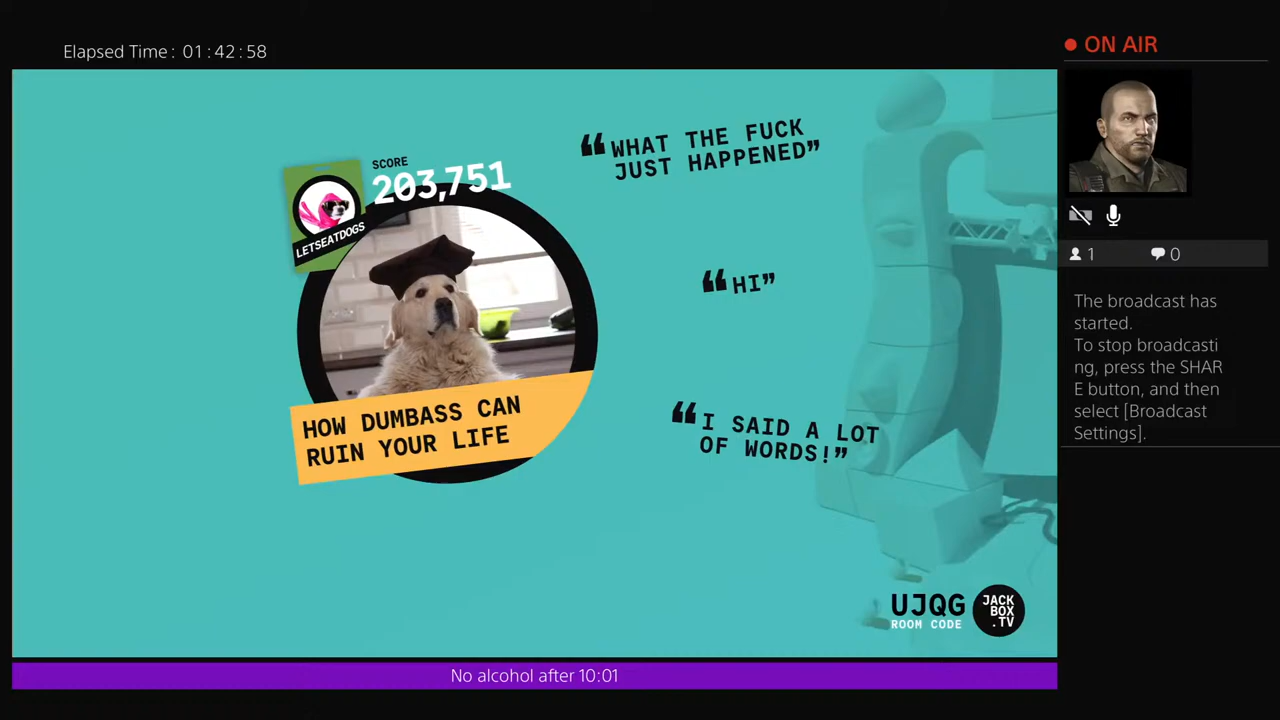 Elapsed Time: 01:42:58
ON AIR
SCORE
203,751
LETSEATDOGS
HOW DUMBASS CAN
RUIN YOUR LIFE
“WHAT THE FUCK
JUST HAPPENED”
“HI”
“I SAID A LOT
OF WORDS!”
1
0
The broadcast has
started.
To stop broadcasti
ng, press the SHAR
E button, and then
select [Broadcast
Settings].
UJQG
ROOM CODE
JACK
BOX
.TV
No alcohol after 10:01